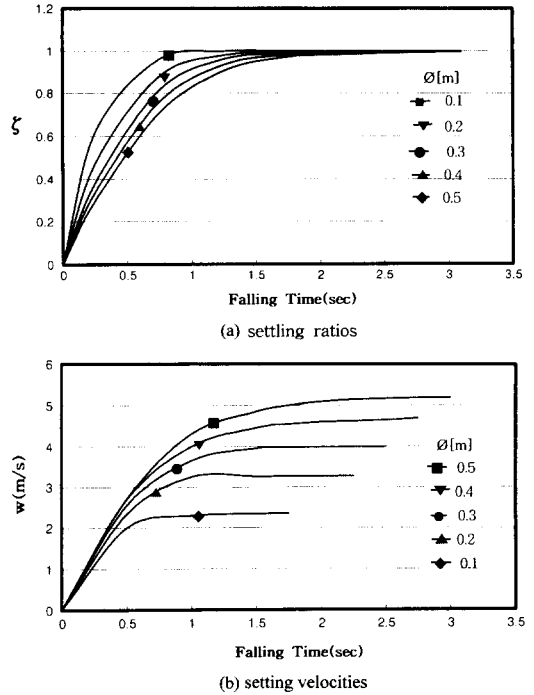 1.2
1
0.8
0.6
0.4
0.2
0
ζ
Ø[m]
0.1
0.2
0.3
0.4
0.5
0 0.5 1 1.5 2 2.5 3 3.5
Falling Time(sec)
(a) settling ratios
6
5
4
3
2
1
0
w(m/s)
Ø[m]
0.5
0.4
0.3
0.2
0.1
0 0.5 1 1.5 2 2.5 3 3.5
Falling Time(sec)
(b) setting velocities